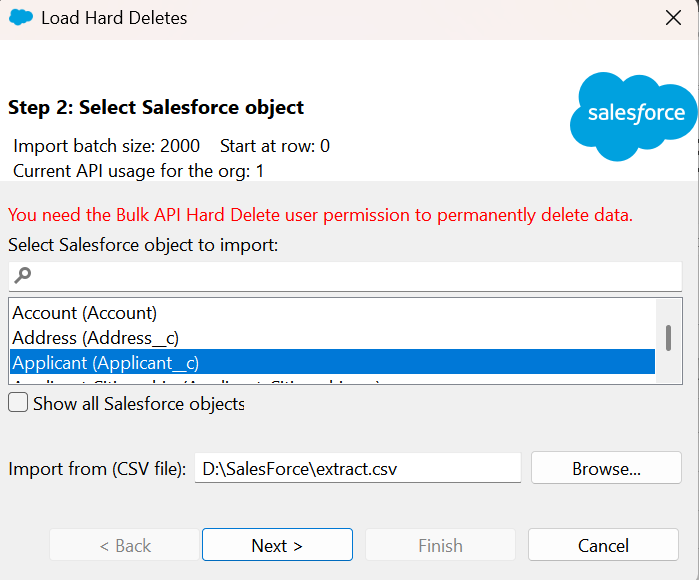 Load Hard Deletes
Step 2: Select Salesforce object
salesforce
Import batch size: 2000 Start at row: 0
Current API usage for the org: 1
You need the Bulk API Hard Delete user permission to permanently delete data.
Select Salesforce object to import:
Account (Account)
Address (Address__c)
Applicant (Applicant__c)
Show all Salesforce objects
Import from (CSV file): D:\SalesForce\extract.csv Browse...
< Back Next > Finish Cancel